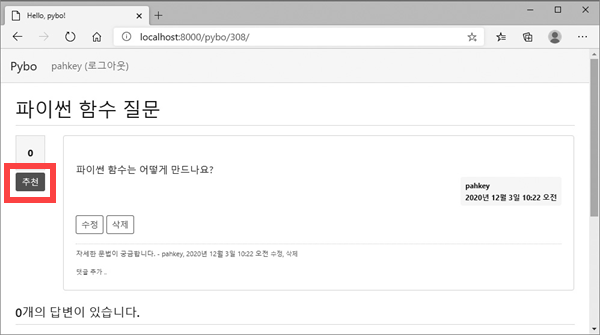 Hello, pybo!
localhost:8000/pybo/308/
Pybo pahkey (로그아웃)
파이썬 함수 질문
0
추천
파이썬 함수는 어떻게 만드나요?
pahkey
2020년 12월 3일 10:22 오전
수정 삭제
자세한 문법이 궁금합니다. - pahkey, 2020년 12월 3일 10:22 오전 수정, 삭제
댓글 추가 ..
0개의 답변이 있습니다.